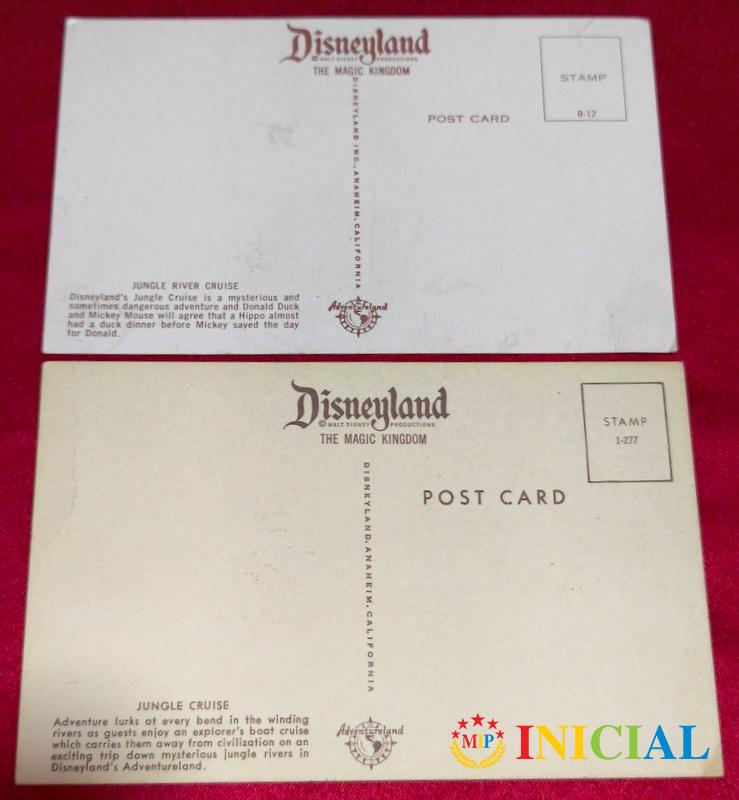 Disneyland
© WALT DISNEY PRODUCTIONS
THE MAGIC KINGDOM
STAMP
B-12
POST CARD
DISNEYLAND INC., ANAHEIM, CALIFORNIA
JUNGLE RIVER CRUISE
Disneyland's Jungle Cruise is a mysterious and
sometimes dangerous adventure and Donald Duck
and Mickey Mouse will agree that a Hippo almost
had a duck dinner before Mickey saved the day
for Donald.
Adventureland
Disneyland
© WALT DISNEY PRODUCTIONS
THE MAGIC KINGDOM
STAMP
1-277
POST CARD
DISNEYLAND, ANAHEIM, CALIFORNIA
JUNGLE CRUISE
Adventure lurks at every bend in the winding
rivers as guests enjoy an explorer's boat cruise
which carries them away from civilization on an
exciting trip down mysterious jungle rivers in
Disneyland's Adventureland.
Adventureland
MP INICIAL